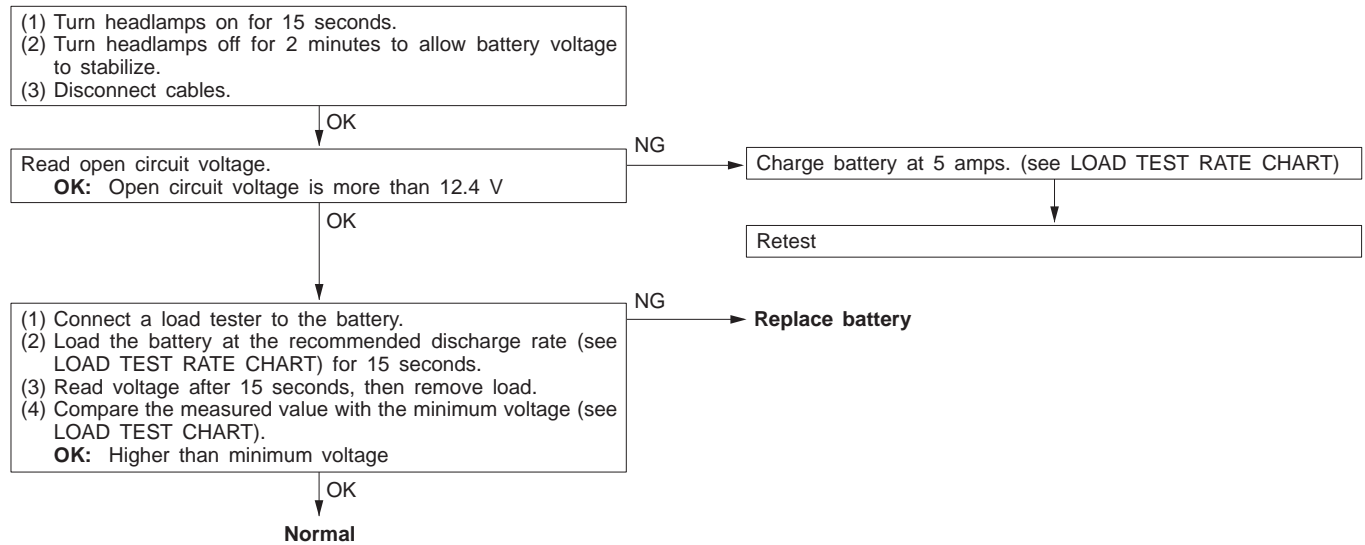 (1) Turn headlamps on for 15 seconds.
(2) Turn headlamps off for 2 minutes to allow battery voltage
to stabilize.
(3) Disconnect cables.
OK
Read open circuit voltage.
OK: Open circuit voltage is more than 12.4 V
NG
Charge battery at 5 amps. (see LOAD TEST RATE CHART)
Retest
OK
(1) Connect a load tester to the battery.
(2) Load the battery at the recommended discharge rate (see
LOAD TEST RATE CHART) for 15 seconds.
(3) Read voltage after 15 seconds, then remove load.
(4) Compare the measured value with the minimum voltage (see
LOAD TEST CHART).
OK: Higher than minimum voltage
NG
Replace battery
OK
Normal